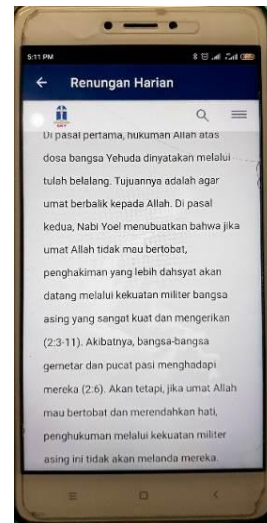 5:11 PM
Renungan Harian
Di pasal pertama, hukuman Allah atas
dosa bangsa Yehuda dinyatakan melalui
tulah belalang. Tujuannya adalah agar
umat berbalik kepada Allah. Di pasal
kedua, Nabi Yoel menubuatkan bahwa jika
umat Allah tidak mau bertobat,
penghakiman yang lebih dahsyat akan
datang melalui kekuatan militer bangsa
asing yang sangat kuat dan mengerikan
(2:3-11). Akibatnya, bangsa-bangsa
gemetar dan pucat pasi menghadapi
mereka (2:6). Akan tetapi, jika umat Allah
mau bertobat dan merendahkan hati,
penghukuman melalui kekuatan militer
asing ini tidak akan melanda mereka.